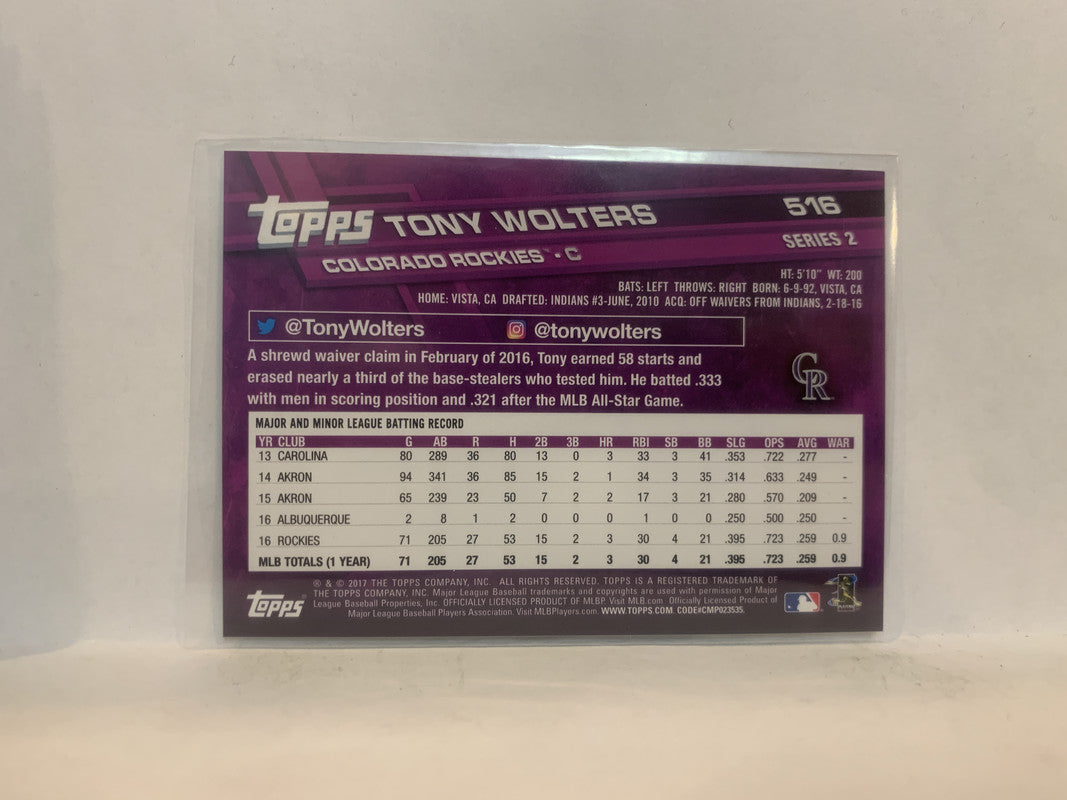 Topps TONY WOLTERS 516
COLORADO ROCKIES™ • C SERIES 2
HT: 5'10" WT: 200
BATS: LEFT THROWS: RIGHT BORN: 6-9-92, VISTA, CA
HOME: VISTA, CA DRAFTED: INDIANS #3-JUNE, 2010 ACQ: OFF WAIVERS FROM INDIANS, 2-18-16
@TonyWolters @tonywolters
A shrewd waiver claim in February of 2016, Tony earned 58 starts and
erased nearly a third of the base-stealers who tested him. He batted .333
with men in scoring position and .321 after the MLB All-Star Game.
CR
MAJOR AND MINOR LEAGUE BATTING RECORD
YR CLUB G AB R H 2B 3B HR RBI SB BB SLG OPS AVG WAR
13 CAROLINA 80 289 36 80 13 0 3 33 3 41 .353 .722 .277 -
14 AKRON 94 341 36 85 15 2 1 34 3 35 .314 .633 .249 -
15 AKRON 65 239 23 50 7 2 2 17 3 21 .280 .570 .209 -
16 ALBUQUERQUE 2 8 1 2 0 0 0 1 0 0 .250 .500 .250 -
16 ROCKIES 71 205 27 53 15 2 3 30 4 21 .395 .723 .259 0.9
MLB TOTALS (1 YEAR) 71 205 27 53 15 2 3 30 4 21 .395 .723 .259 0.9
® & © 2017 THE TOPPS COMPANY, INC. ALL RIGHTS RESERVED. TOPPS IS A REGISTERED TRADEMARK OF
THE TOPPS COMPANY, INC. Major League Baseball trademarks and copyrights are used with permission of Major
League Baseball Properties, Inc. OFFICIALLY LICENSED PRODUCT OF MLBP Visit MLB.com Officially Licensed Product of
Major League Baseball Players Association. Visit MLBPlayers.com. WWW.TOPPS.COM. CODE#CMP023535.
Topps